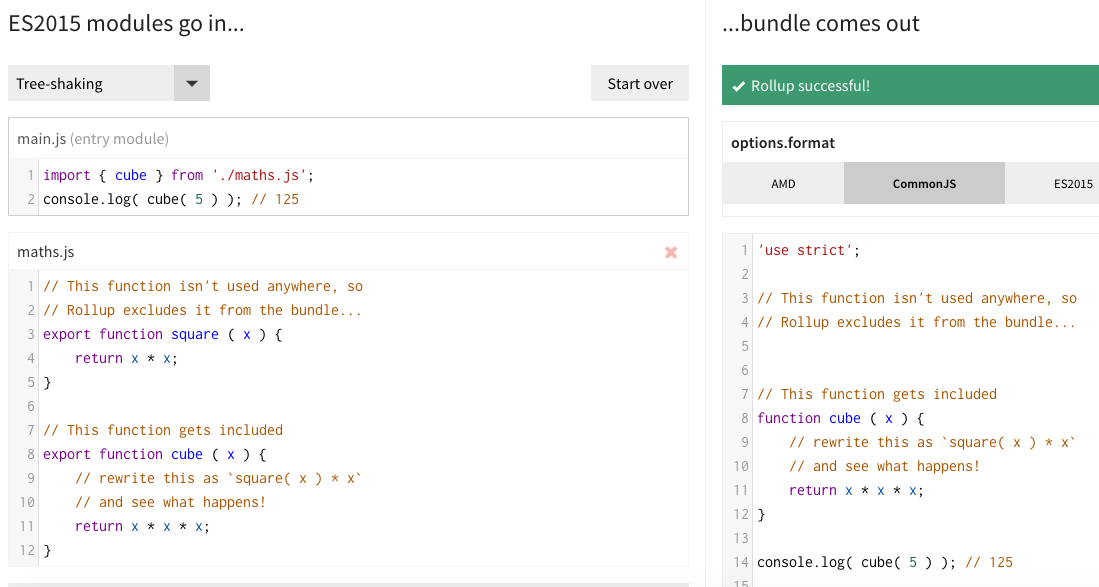 ES2015 modules go in...
Tree-shaking
Start over
main.js (entry module)
1 import { cube } from './maths.js';
2 console.log( cube( 5 ) ); // 125
maths.js
1 // This function isn't used anywhere, so
2 // Rollup excludes it from the bundle...
3 export function square ( x ) {
4     return x * x;
5 }
6
7 // This function gets included
8 export function cube ( x ) {
9     // rewrite this as `square( x ) * x`
10     // and see what happens!
11     return x * x * x;
12 }
...bundle comes out
Rollup successful!
options.format
AMD
CommonJS
ES2015
1 'use strict';
2
3 // This function isn't used anywhere, so
4 // Rollup excludes it from the bundle...
5
6
7 // This function gets included
8 function cube ( x ) {
9     // rewrite this as `square( x ) * x`
10     // and see what happens!
11     return x * x * x;
12 }
13
14 console.log( cube( 5 ) ); // 125
15